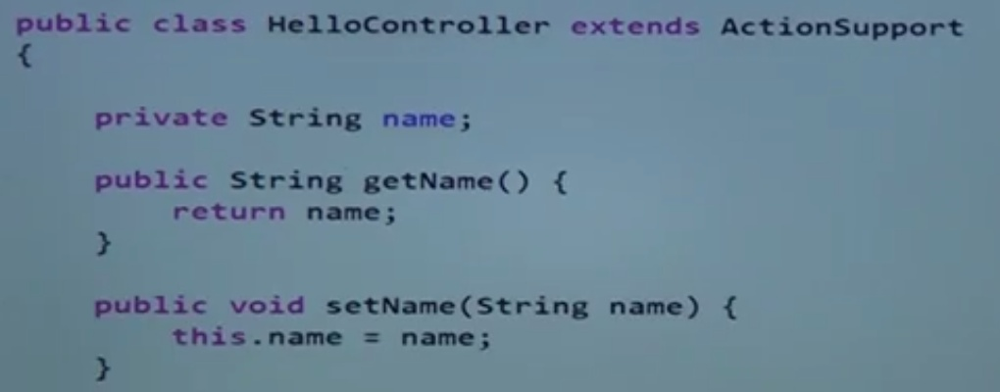 public class HelloController extends ActionSupport
{
private String name;
public String getName() {
return name;
}
public void setName(String name) {
this.name = name;
}